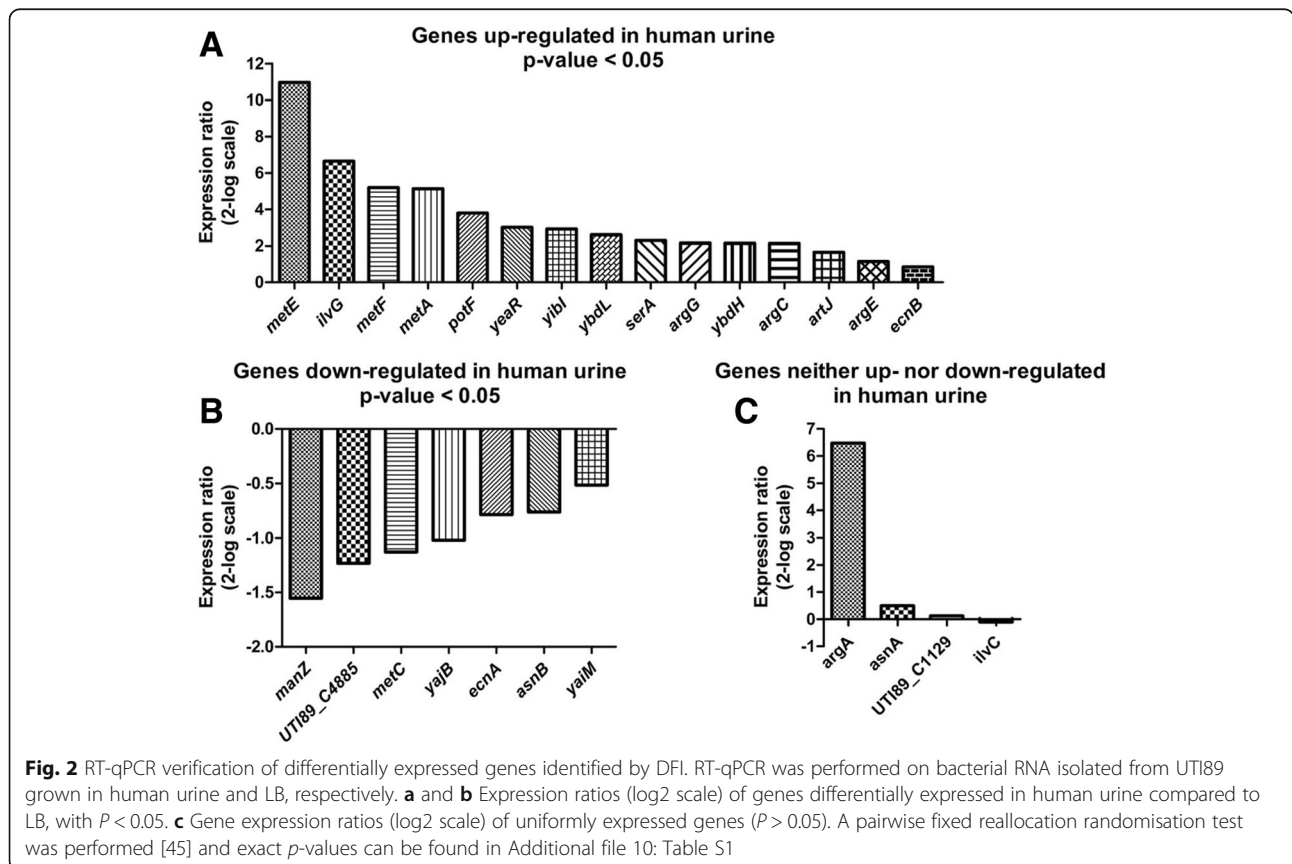 A
Genes up-regulated in human urine
p-value < 0.05
Expression ratio
(2-log scale)
12
10
8
6
4
2
0
metE
ilvG
metF
metA
potF
yeaR
yibI
ybdL
serA
argG
ybdH
argC
artJ
argE
ecnB
Genes down-regulated in human urine
p-value < 0.05
B
Expression ratio
(2-log scale)
0.0
-0.5
-1.0
-1.5
-2.0
manZ
UTI89_C4885
metC
yajB
ecnA
asnB
yaiM
Genes neither up- nor down-regulated
in human urine
C
Expression ratio
(2-log scale)
7
6
5
4
3
2
1
0
-1
argA
asnA
UTI89_C1129
ilvC
Fig. 2 RT-qPCR verification of differentially expressed genes identified by DFI. RT-qPCR was performed on bacterial RNA isolated from UTI89
grown in human urine and LB, respectively. a and b Expression ratios (log2 scale) of genes differentially expressed in human urine compared to
LB, with P < 0.05. c Gene expression ratios (log2 scale) of uniformly expressed genes (P > 0.05). A pairwise fixed reallocation randomisation test
was performed [45] and exact p-values can be found in Additional file 10: Table S1